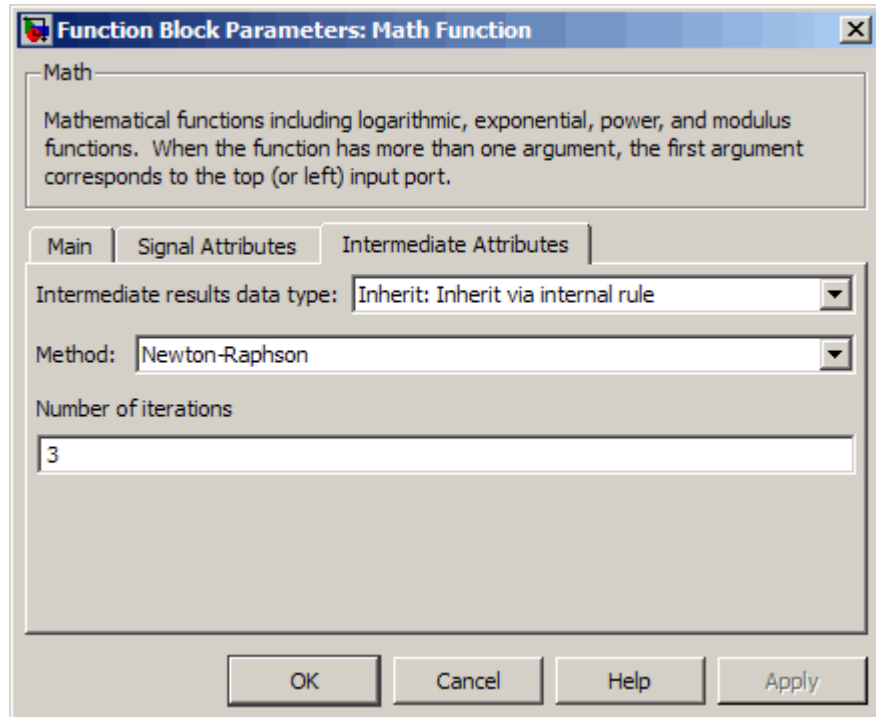 Function Block Parameters: Math Function
Math
Mathematical functions including logarithmic, exponential, power, and modulus
functions.  When the function has more than one argument, the first argument
corresponds to the top (or left) input port.
Main Signal Attributes Intermediate Attributes
Intermediate results data type: Inherit: Inherit via internal rule
Method: Newton-Raphson
Number of iterations
3
OK Cancel Help Apply